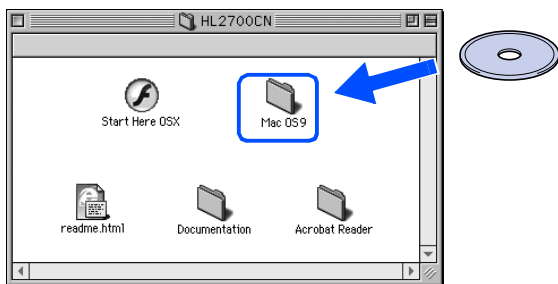 HL2700CN
Start Here OSX
Mac OS9
readme.html
Documentation
Acrobat Reader